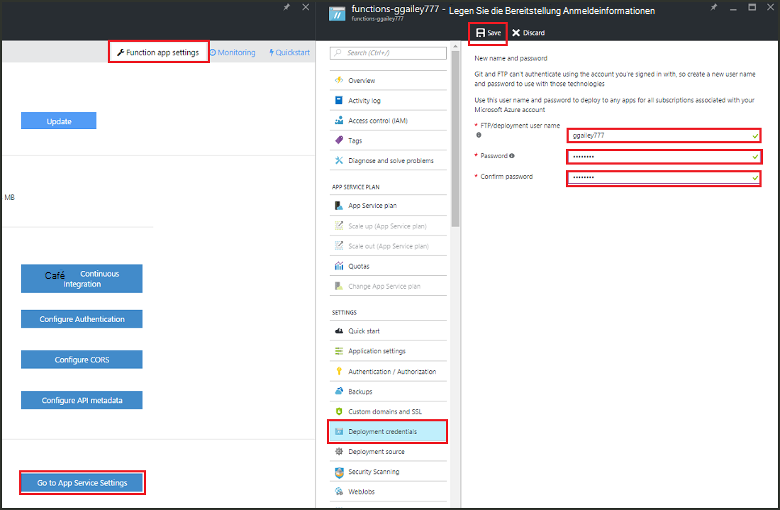 Function app settings
Monitoring
Quickstart
Update
MB
Café Continuous
Integration
Configure Authentication
Configure CORS
Configure API metadata
Go to App Service Settings
functions-ggailey777 - Legen Sie die Bereitstellung Anmeldeinformationen
functions-ggailey777
Search (Ctrl+/)
Overview
Activity log
Access control (IAM)
Tags
Diagnose and solve problems
APP SERVICE PLAN
App Service plan
Scale up (App Service plan)
Scale out (App Service plan)
Quotas
Change App Service plan
SETTINGS
Quick start
Application settings
Authentication / Authorization
Backups
Custom domains and SSL
Deployment credentials
Deployment source
Security Scanning
WebJobs
Save
Discard
New name and password
Git and FTP can't authenticate using the account you're signed in with, so create a new user name
and password to use with those technologies
Use this user name and password to deploy to any apps for all subscriptions associated with your
Microsoft Azure account
* FTP/deployment user name
ggailey777
* Password
••••••••
* Confirm password
••••••••